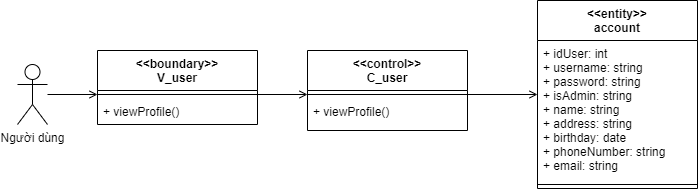 Người dùng
<<boundary>>
V_user
+ viewProfile()
<<control>>
C_user
+ viewProfile()
<<entity>>
account
+ idUser: int
+ username: string
+ password: string
+ isAdmin: string
+ name: string
+ address: string
+ birthday: date
+ phoneNumber: string
+ email: string